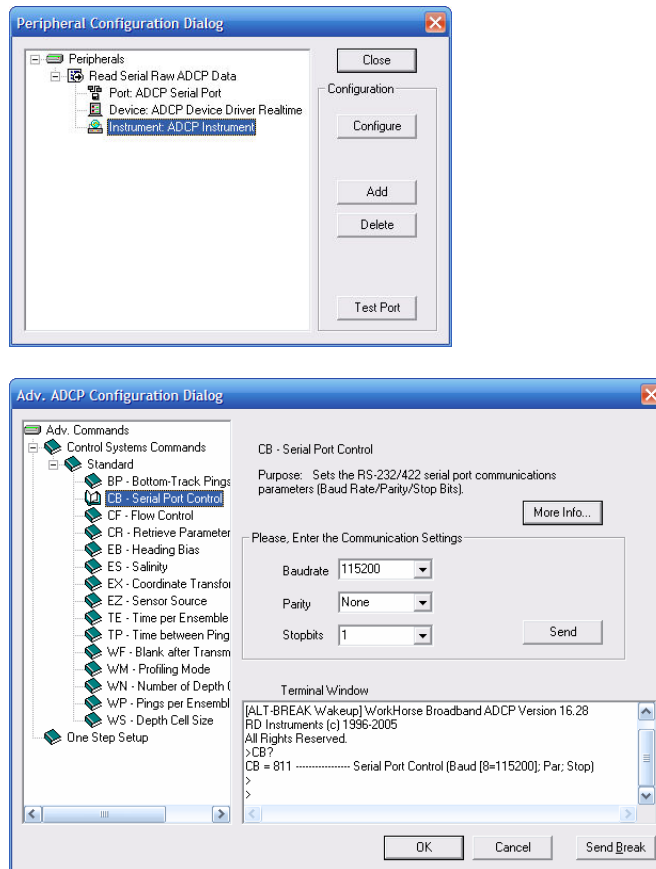 Peripheral Configuration Dialog
Peripherals
Read Serial Raw ADCP Data
Port: ADCP Serial Port
Device: ADCP Device Driver Realtime
Instrument: ADCP Instrument
Close
Configuration
Configure
Add
Delete
Test Port
Adv. ADCP Configuration Dialog
Adv. Commands
Control Systems Commands
Standard
BP - Bottom-Track Pings
CB - Serial Port Control
CF - Flow Control
CR - Retrieve Parameter
EB - Heading Bias
ES - Salinity
EX - Coordinate Transfo
EZ - Sensor Source
TE - Time per Ensemble
TP - Time between Ping
WF - Blank after Transm
WM - Profiling Mode
WN - Number of Depth (
WP - Pings per Ensembl
WS - Depth Cell Size
One Step Setup
CB - Serial Port Control
Purpose: Sets the RS-232/422 serial port communications
parameters (Baud Rate/Parity/Stop Bits).
More Info...
Please, Enter the Communication Settings
Baudrate 115200
Parity None
Stopbits 1
Send
Terminal Window
[ALT-BREAK Wakeup] WorkHorse Broadband ADCP Version 16.28
RD Instruments (c) 1996-2005
All Rights Reserved.
>CB?
CB = 811 ----------------- Serial Port Control (Baud [8=115200]; Par; Stop)
>
>
OK Cancel Send Break